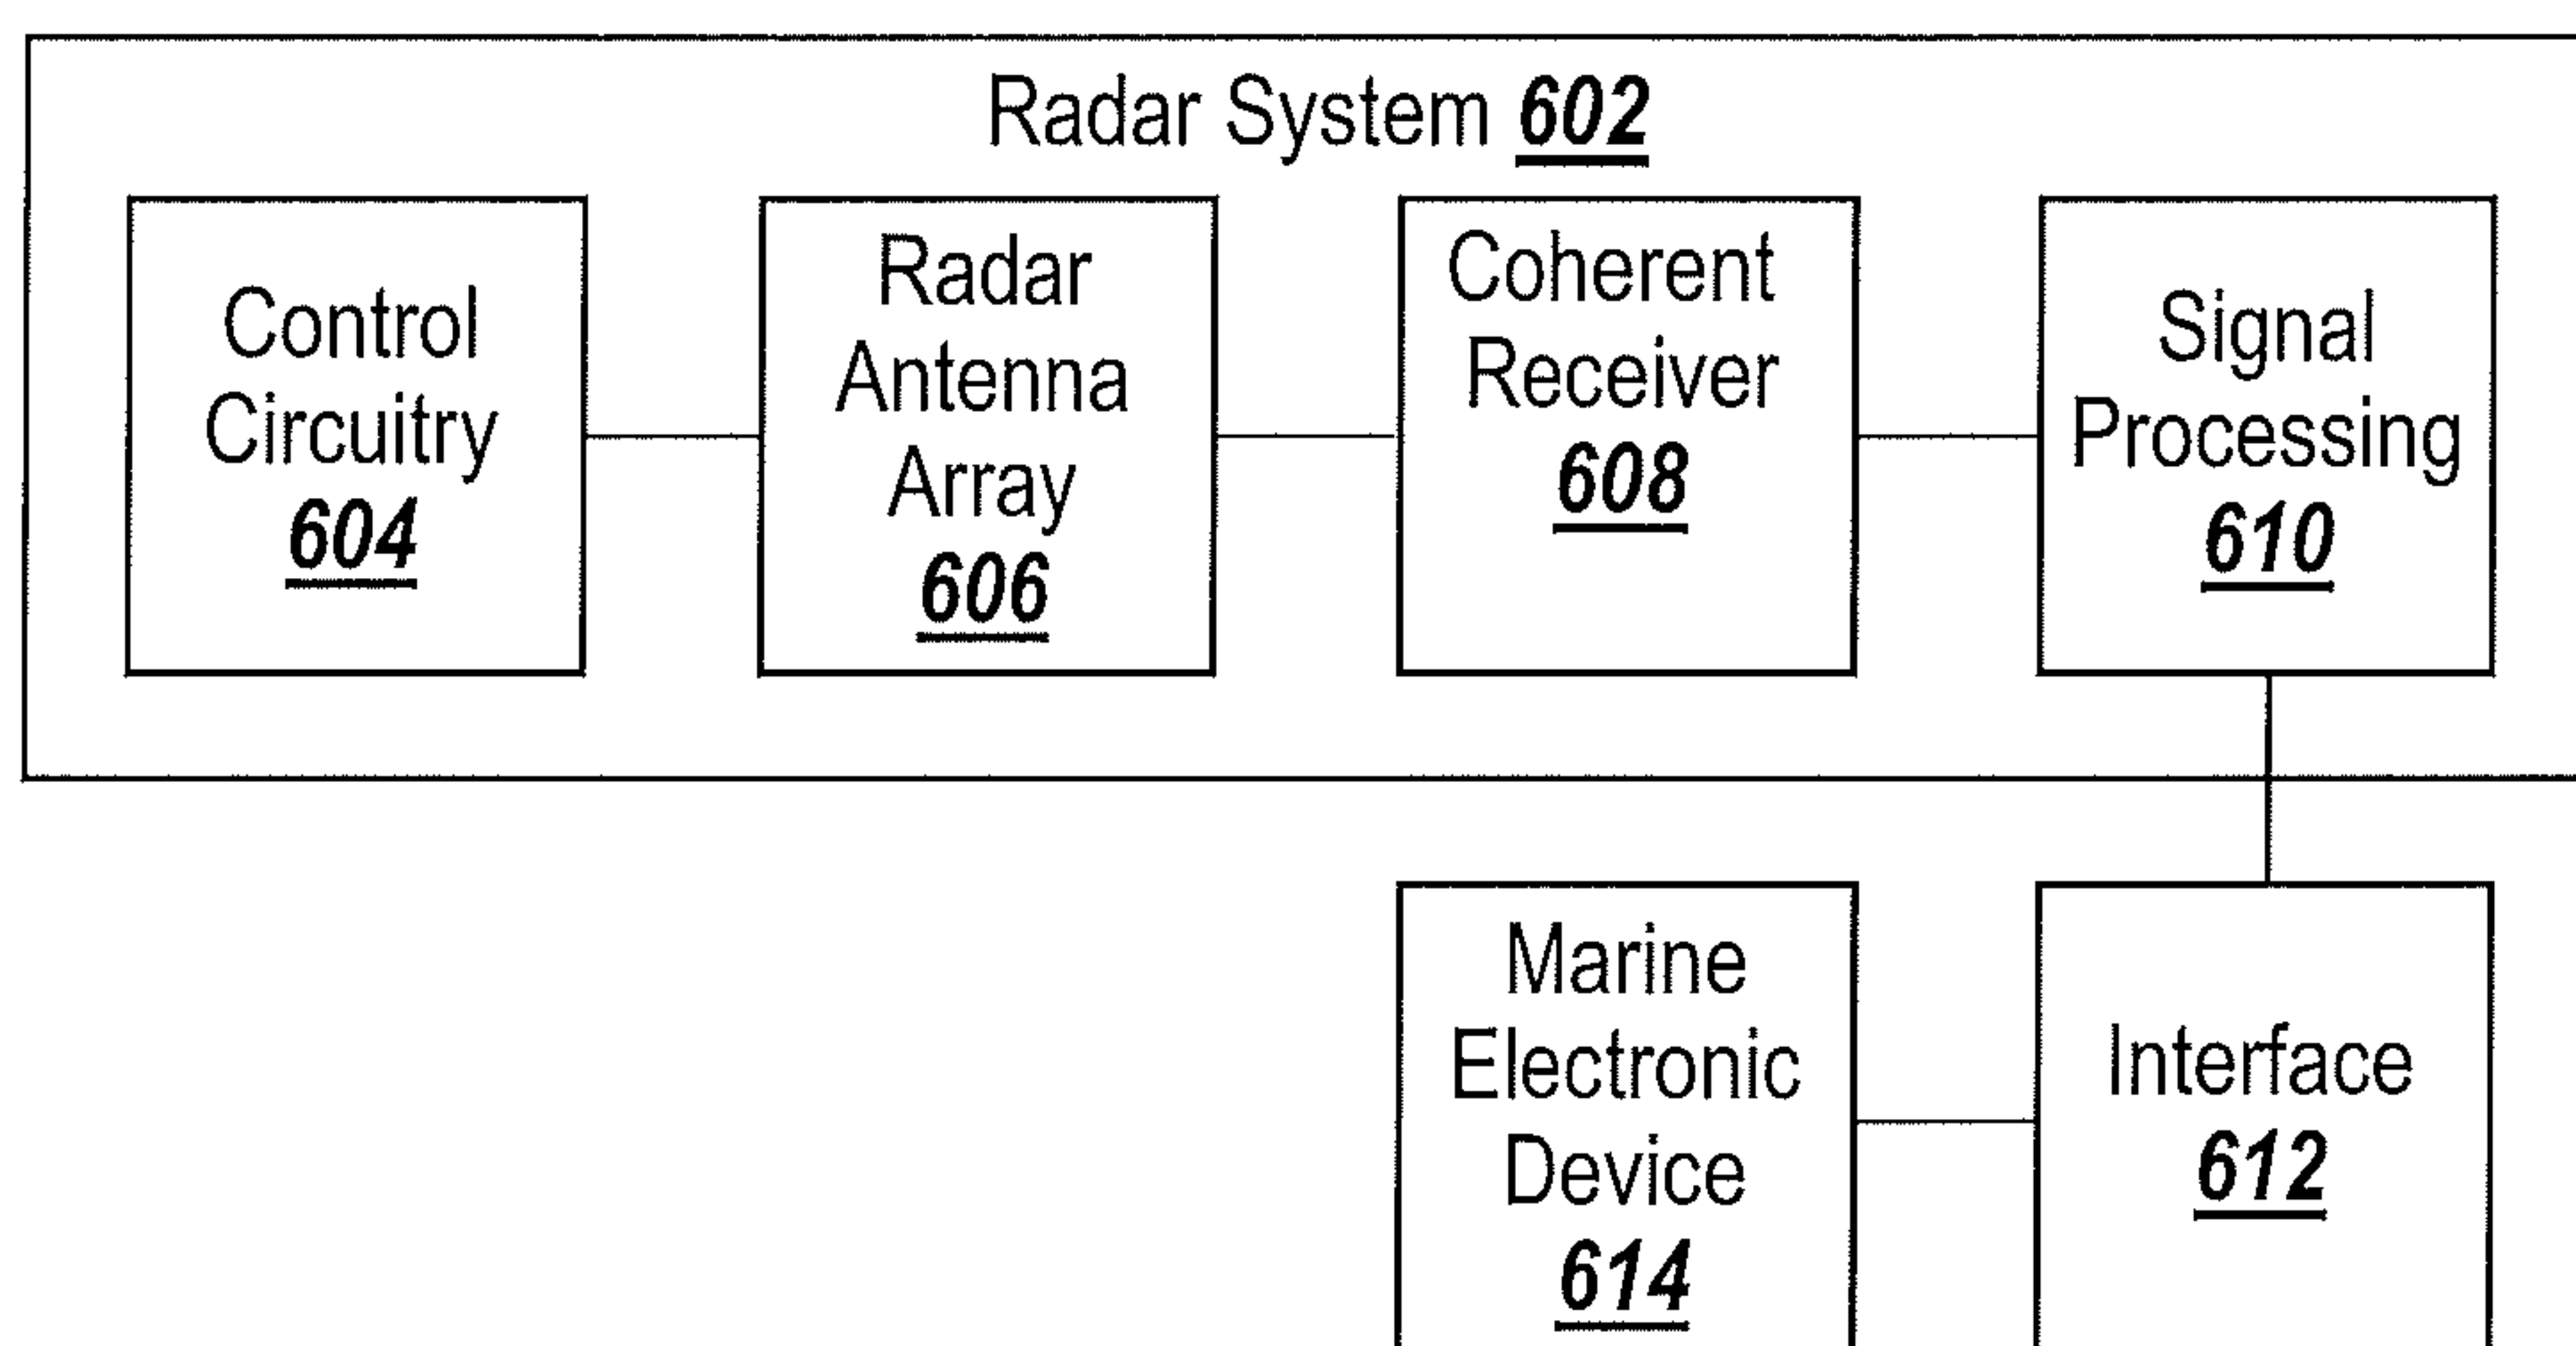 Radar System 602
Control
Circuitry
604
Radar
Antenna
Array
606
Coherent
Receiver
608
Signal
Processing
610
Marine
Electronic
Device
614
Interface
612